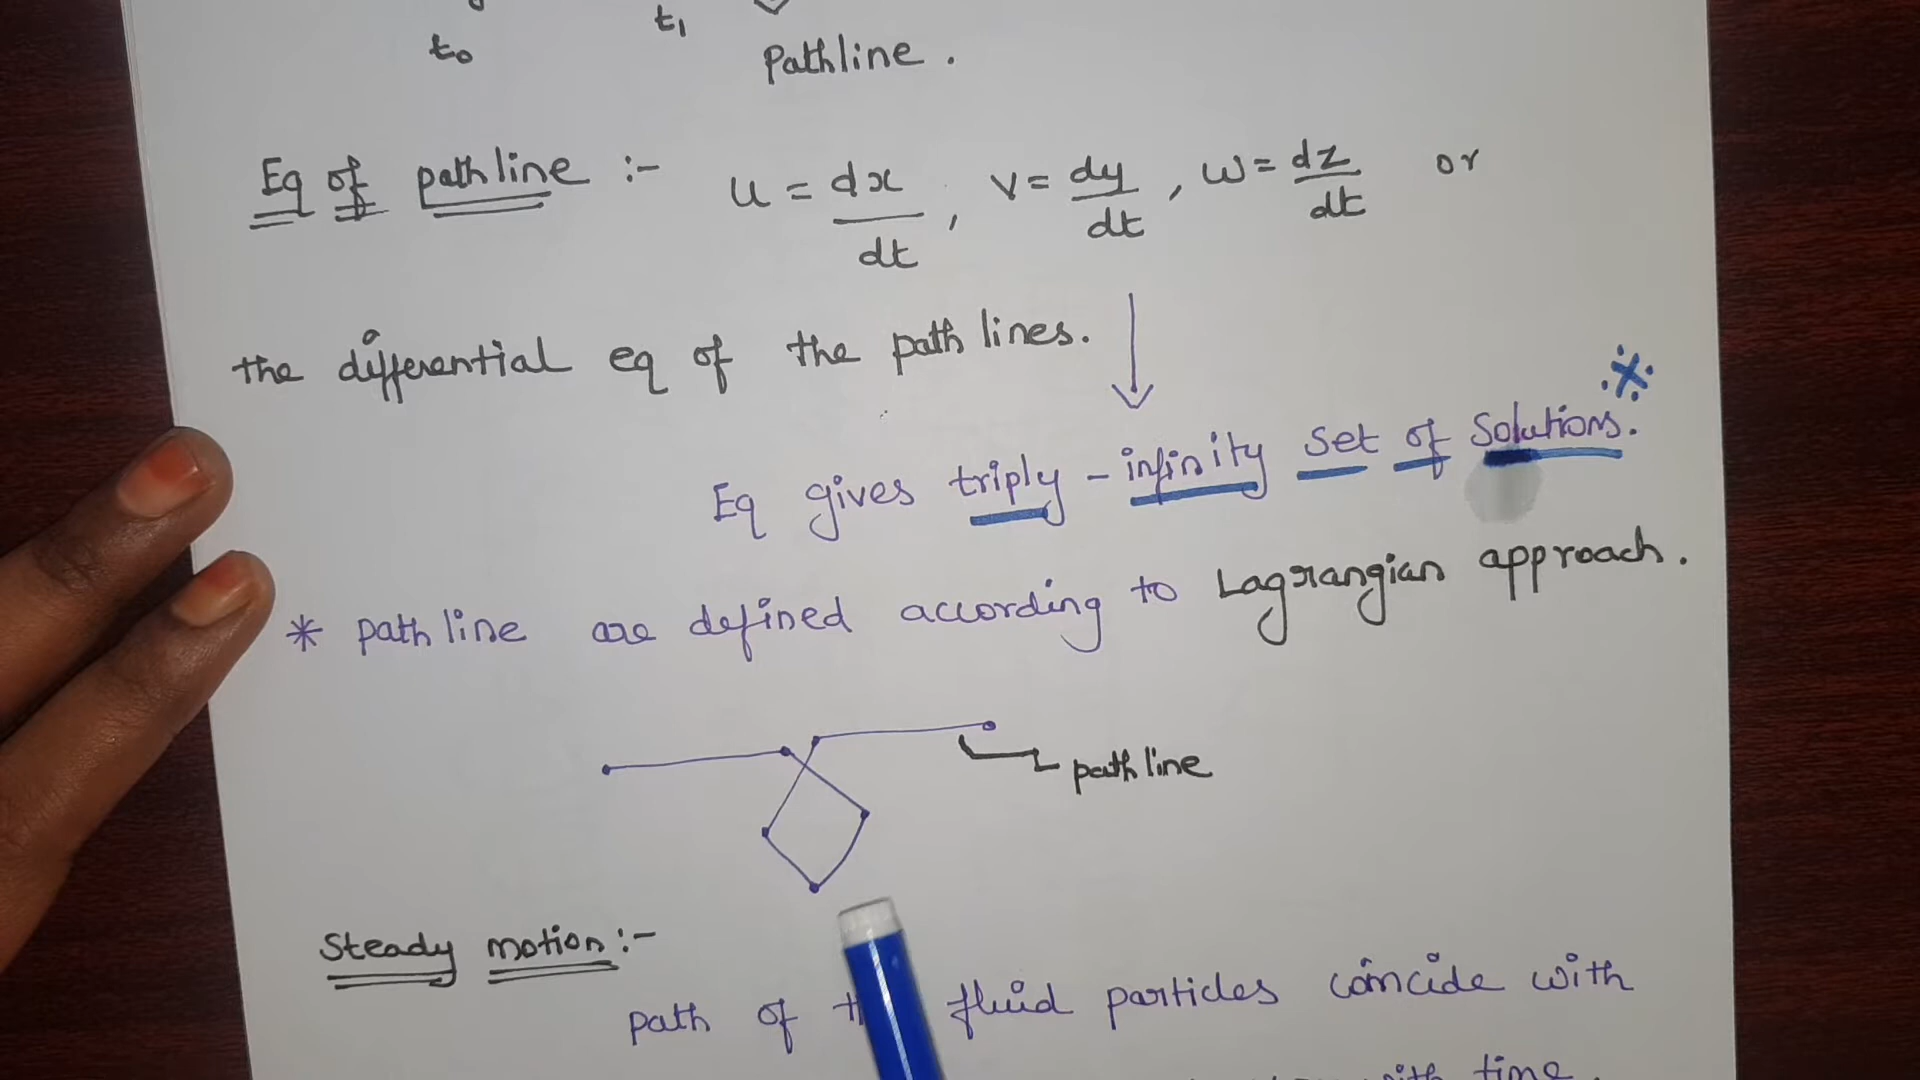 t₀ t₁
Pathline.
Eq of pathline :- u = dx/dt, v = dy/dt, w = dz/dt or
the differential eq of the path lines.
Eq gives triply - infinity set of solutions.
* path line are defined according to Lagrangian approach.
path line
Steady motion :-
path of fluid particles coincide with
with time.